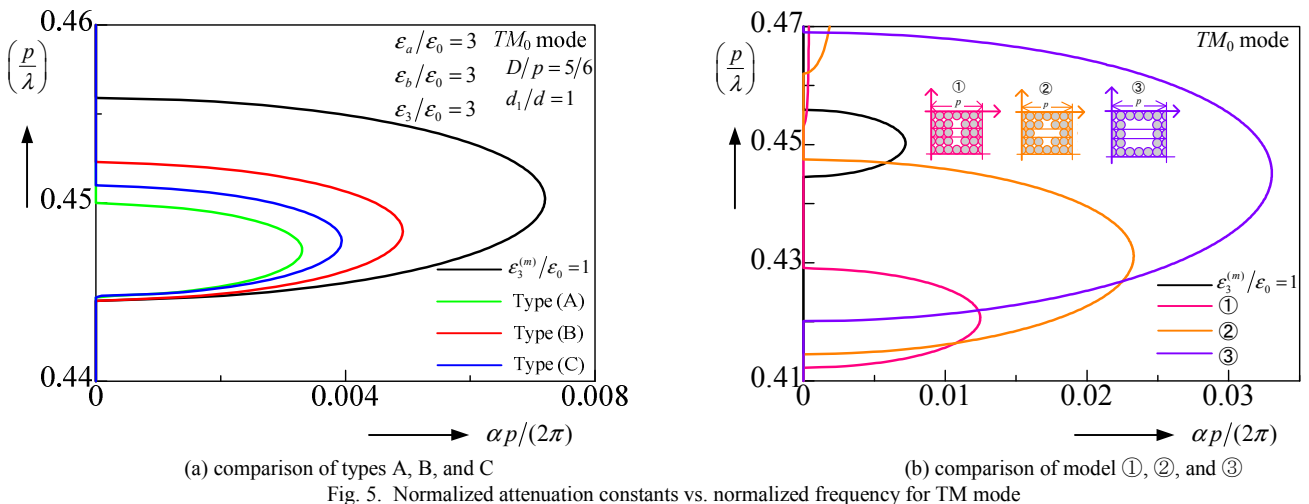 0.46
(p/λ)
0.45
0.44
ε_a/ε_0 = 3 TM_0 mode
ε_b/ε_0 = 3 D/p = 5/6
ε_3/ε_0 = 3 d_1/d = 1
ε_3^(m)/ε_0 = 1
Type (A)
Type (B)
Type (C)
0 0.004 0.008
αp/(2π)
(a) comparison of types A, B, and C
0.47
(p/λ)
0.45
0.43
0.41
TM_0 mode
① ② ③
p p p
ε_3^(m)/ε_0 = 1
①
②
③
0 0.01 0.02 0.03
αp/(2π)
(b) comparison of model ①, ②, and ③
Fig. 5. Normalized attenuation constants vs. normalized frequency for TM mode